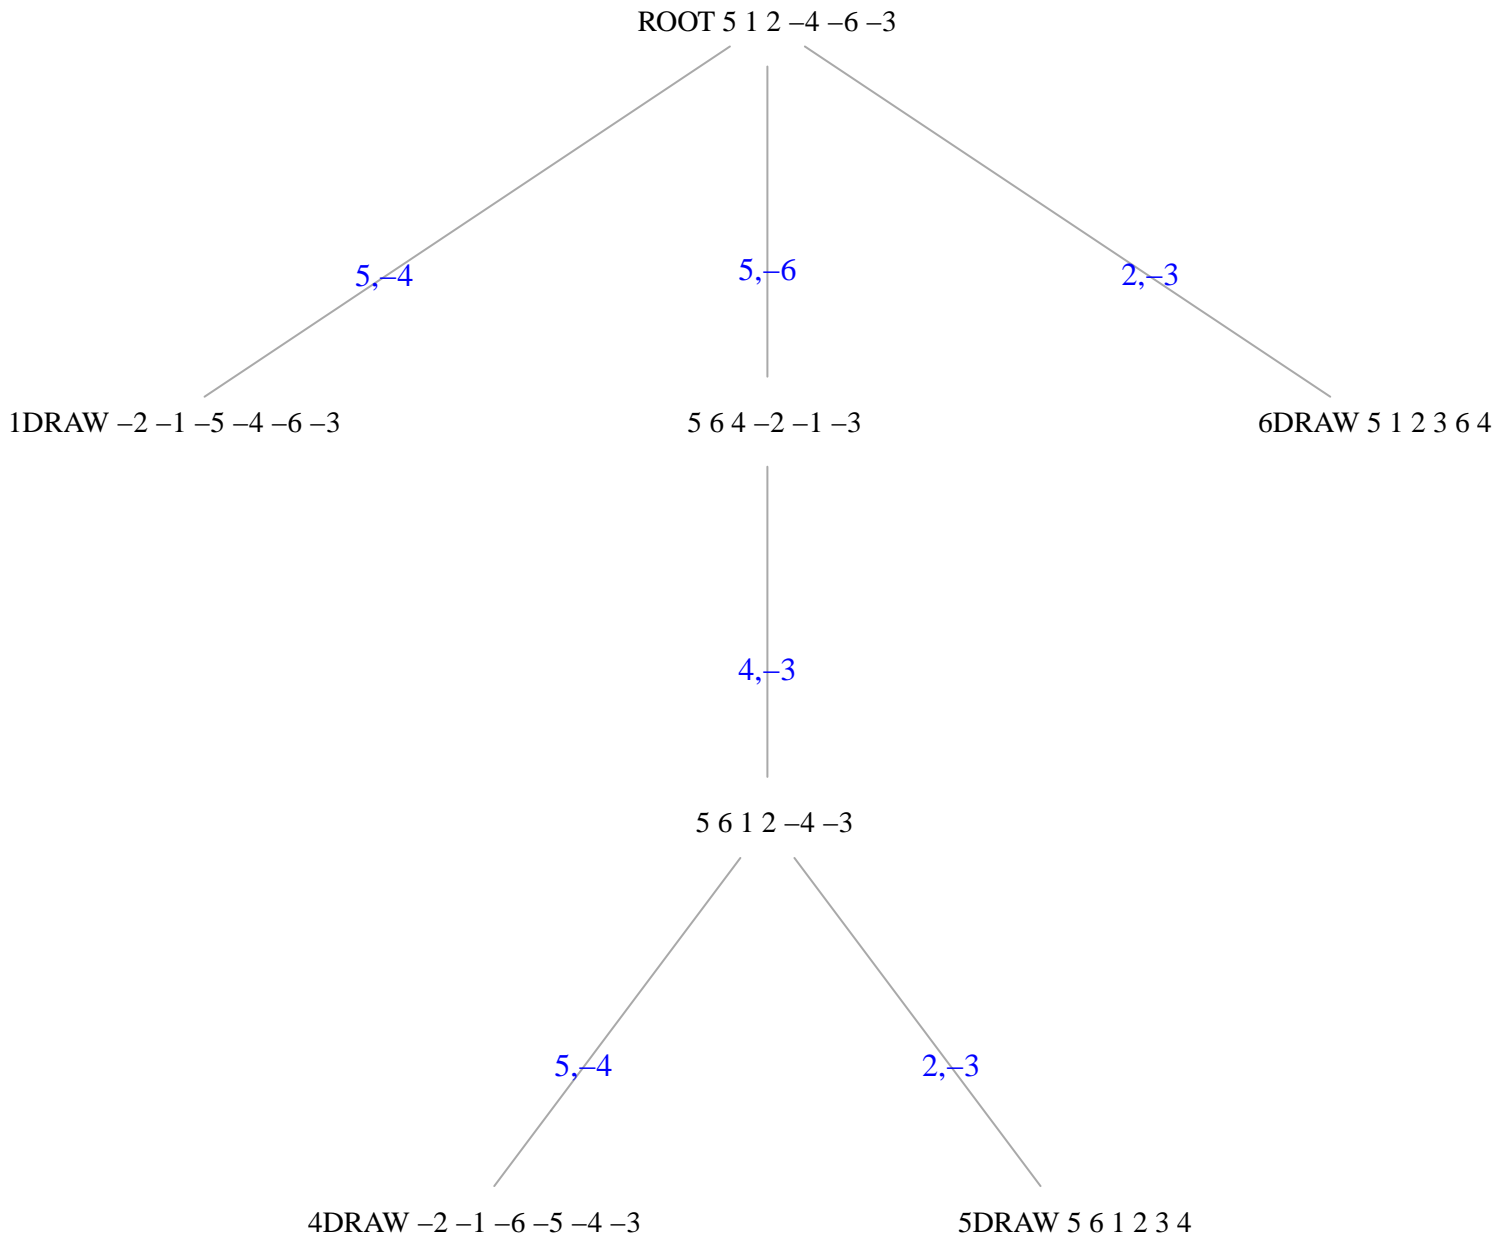 ROOT 5 1 2 –4 –6 –3
5,–4
5,–6
2,–3
1DRAW –2 –1 –5 –4 –6 –3
5 6 4 –2 –1 –3
6DRAW 5 1 2 3 6 4
4,–3
5 6 1 2 –4 –3
5,–4
2,–3
4DRAW –2 –1 –6 –5 –4 –3
5DRAW 5 6 1 2 3 4